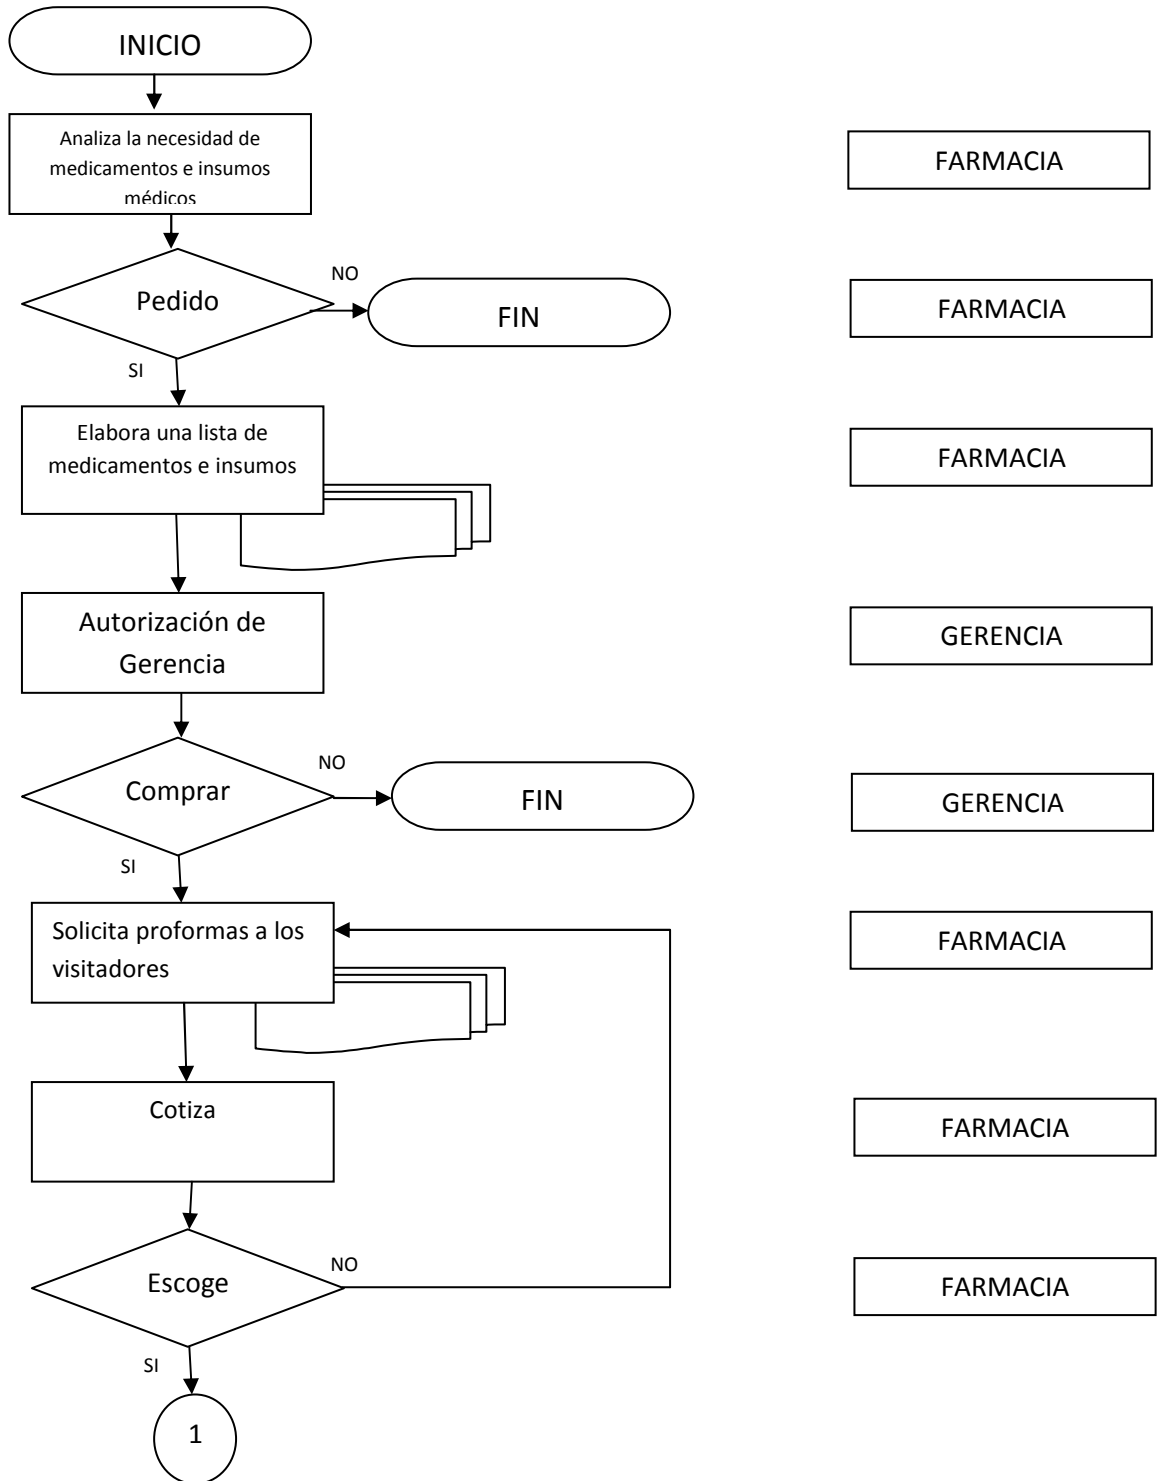 INICIO
Analiza la necesidad de
medicamentos e insumos
médicos
FARMACIA
NO
Pedido
FIN
FARMACIA
SI
Elabora una lista de
medicamentos e insumos
FARMACIA
Autorización de
Gerencia
GERENCIA
NO
Comprar
FIN
GERENCIA
SI
Solicita proformas a los
visitadores
FARMACIA
Cotiza
FARMACIA
NO
Escoge
FARMACIA
SI
1